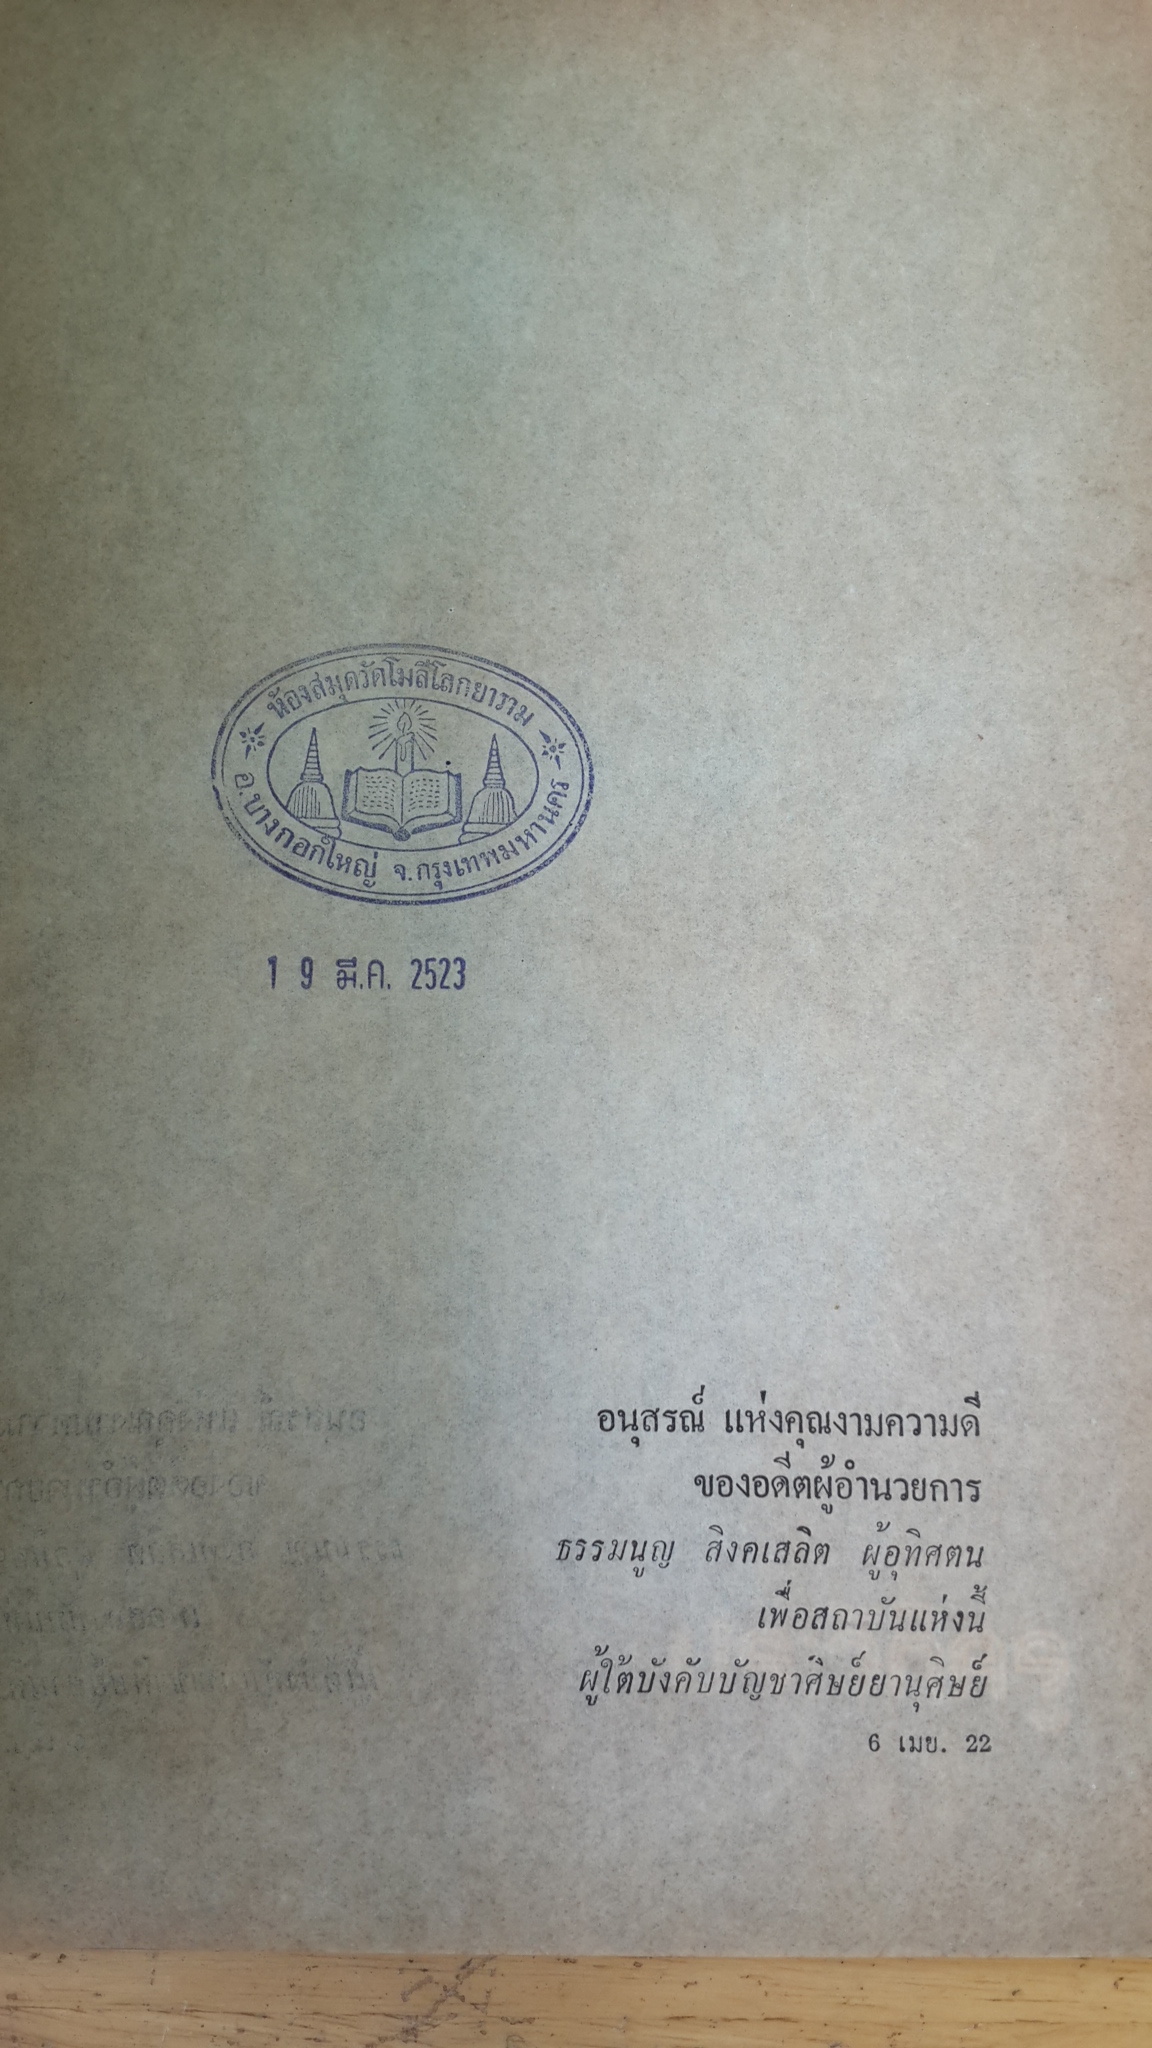 ห้องสมุดวัดโมลีโลกยาราม
อ.บางกอกใหญ่ จ.กรุงเทพมหานคร
1 9 มี.ค. 2523
อนุสรณ์ แห่งคุณงามความดี
ของอดีตผู้อำนวยการ
ธรรมนูญ สิงคเสลิต ผู้อุทิศตน
เพื่อสถาบันแห่งนี้
ผู้ใต้บังคับบัญชาศิษย์ยานุศิษย์
6 เมย. 22